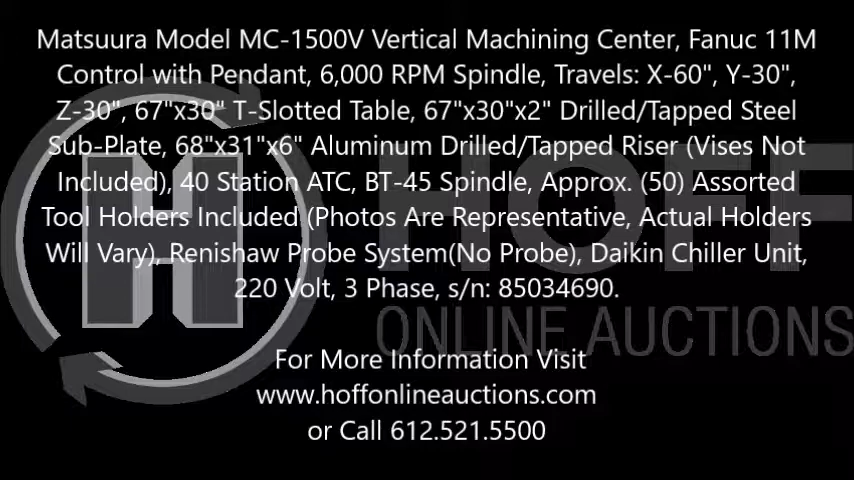 Matsuura Model MC-1500V Vertical Machining Center, Fanuc 11M
Control with Pendant, 6,000 RPM Spindle, Travels: X-60", Y-30",
Z-30", 67"x30" T-Slotted Table, 67"x30"x2" Drilled/Tapped Steel
Sub-Plate, 68"x31"x6" Aluminum Drilled/Tapped Riser (Vises Not
Included), 40 Station ATC, BT-45 Spindle, Approx. (50) Assorted
Tool Holders Included (Photos Are Representative, Actual Holders
Will Vary), Renishaw Probe System(No Probe), Daikin Chiller Unit,
220 Volt, 3 Phase, s/n: 85034690.
For More Information Visit
www.hoffonlineauctions.com
or Call 612.521.5500
H
HOFF
ONLINE AUCTIONS